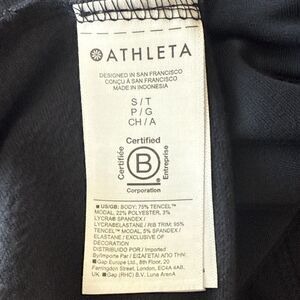 ATHLETA
DESIGNED IN SAN FRANCISCO
CONÇU À SAN FRANCISCO
MADE IN INDONESIA
S / T
P / G
CH / A
Certified
Certifiée
B
Entreprise
Corporation
US/GB: BODY: 75% TENCEL™
MODAL, 22% POLYESTER, 3%
LYCRA® SPANDEX /
LYCRA®ELASTANE / RIB TRIM: 95%
TENCEL™ MODAL, 5% SPANDEX /
ELASTANE / EXCLUSIVE OF
DECORATION
DISTRIBUTED FOR/ Imported
By/Importe Par / ΕΙΣΑΓΕΤΑΙ ΑΠΟ ΤΗΝ:
Gap Europe Ltd., 8th Floor, 20
Farringdon Street, London, EC4A 4AB,
UK Gap (RHC) B.V. Luna ArenA